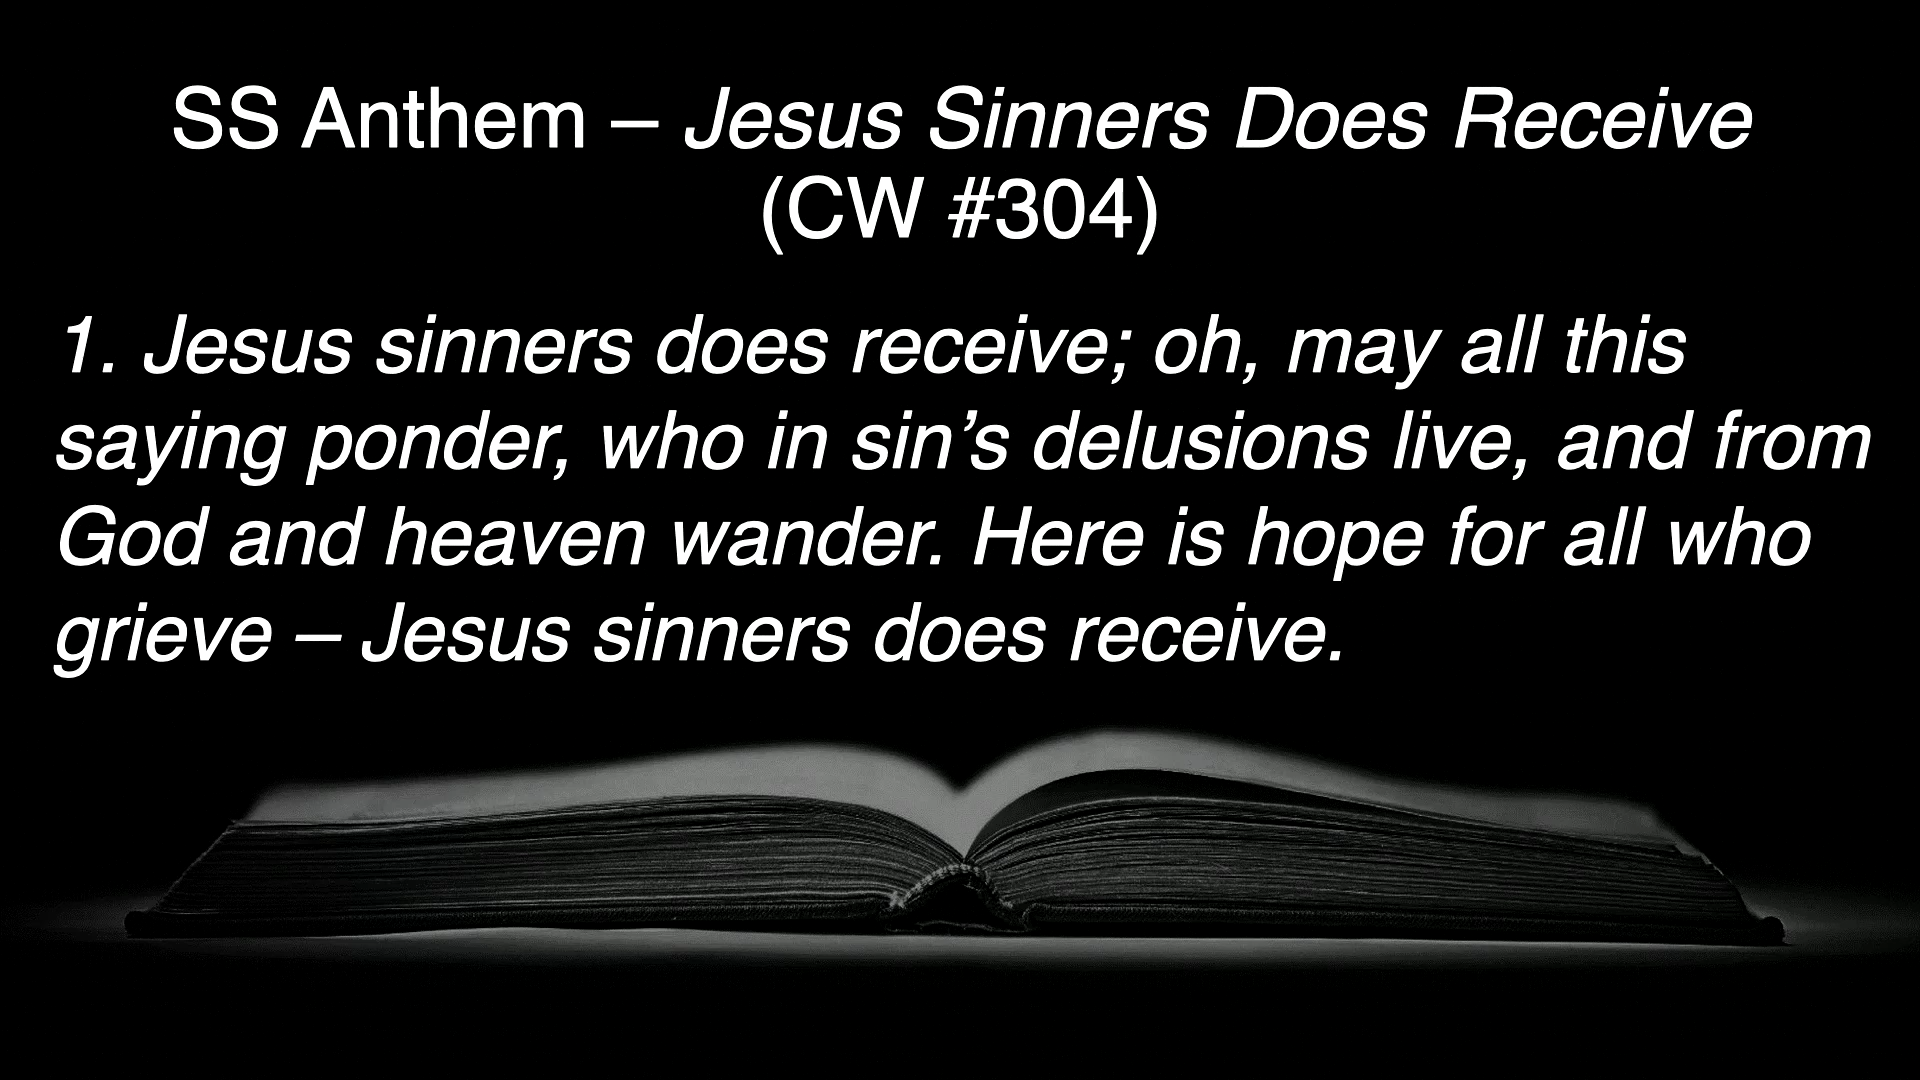 SS Anthem – Jesus Sinners Does Receive
(CW #304)
1. Jesus sinners does receive; oh, may all this
saying ponder, who in sin’s delusions live, and from
God and heaven wander. Here is hope for all who
grieve – Jesus sinners does receive.